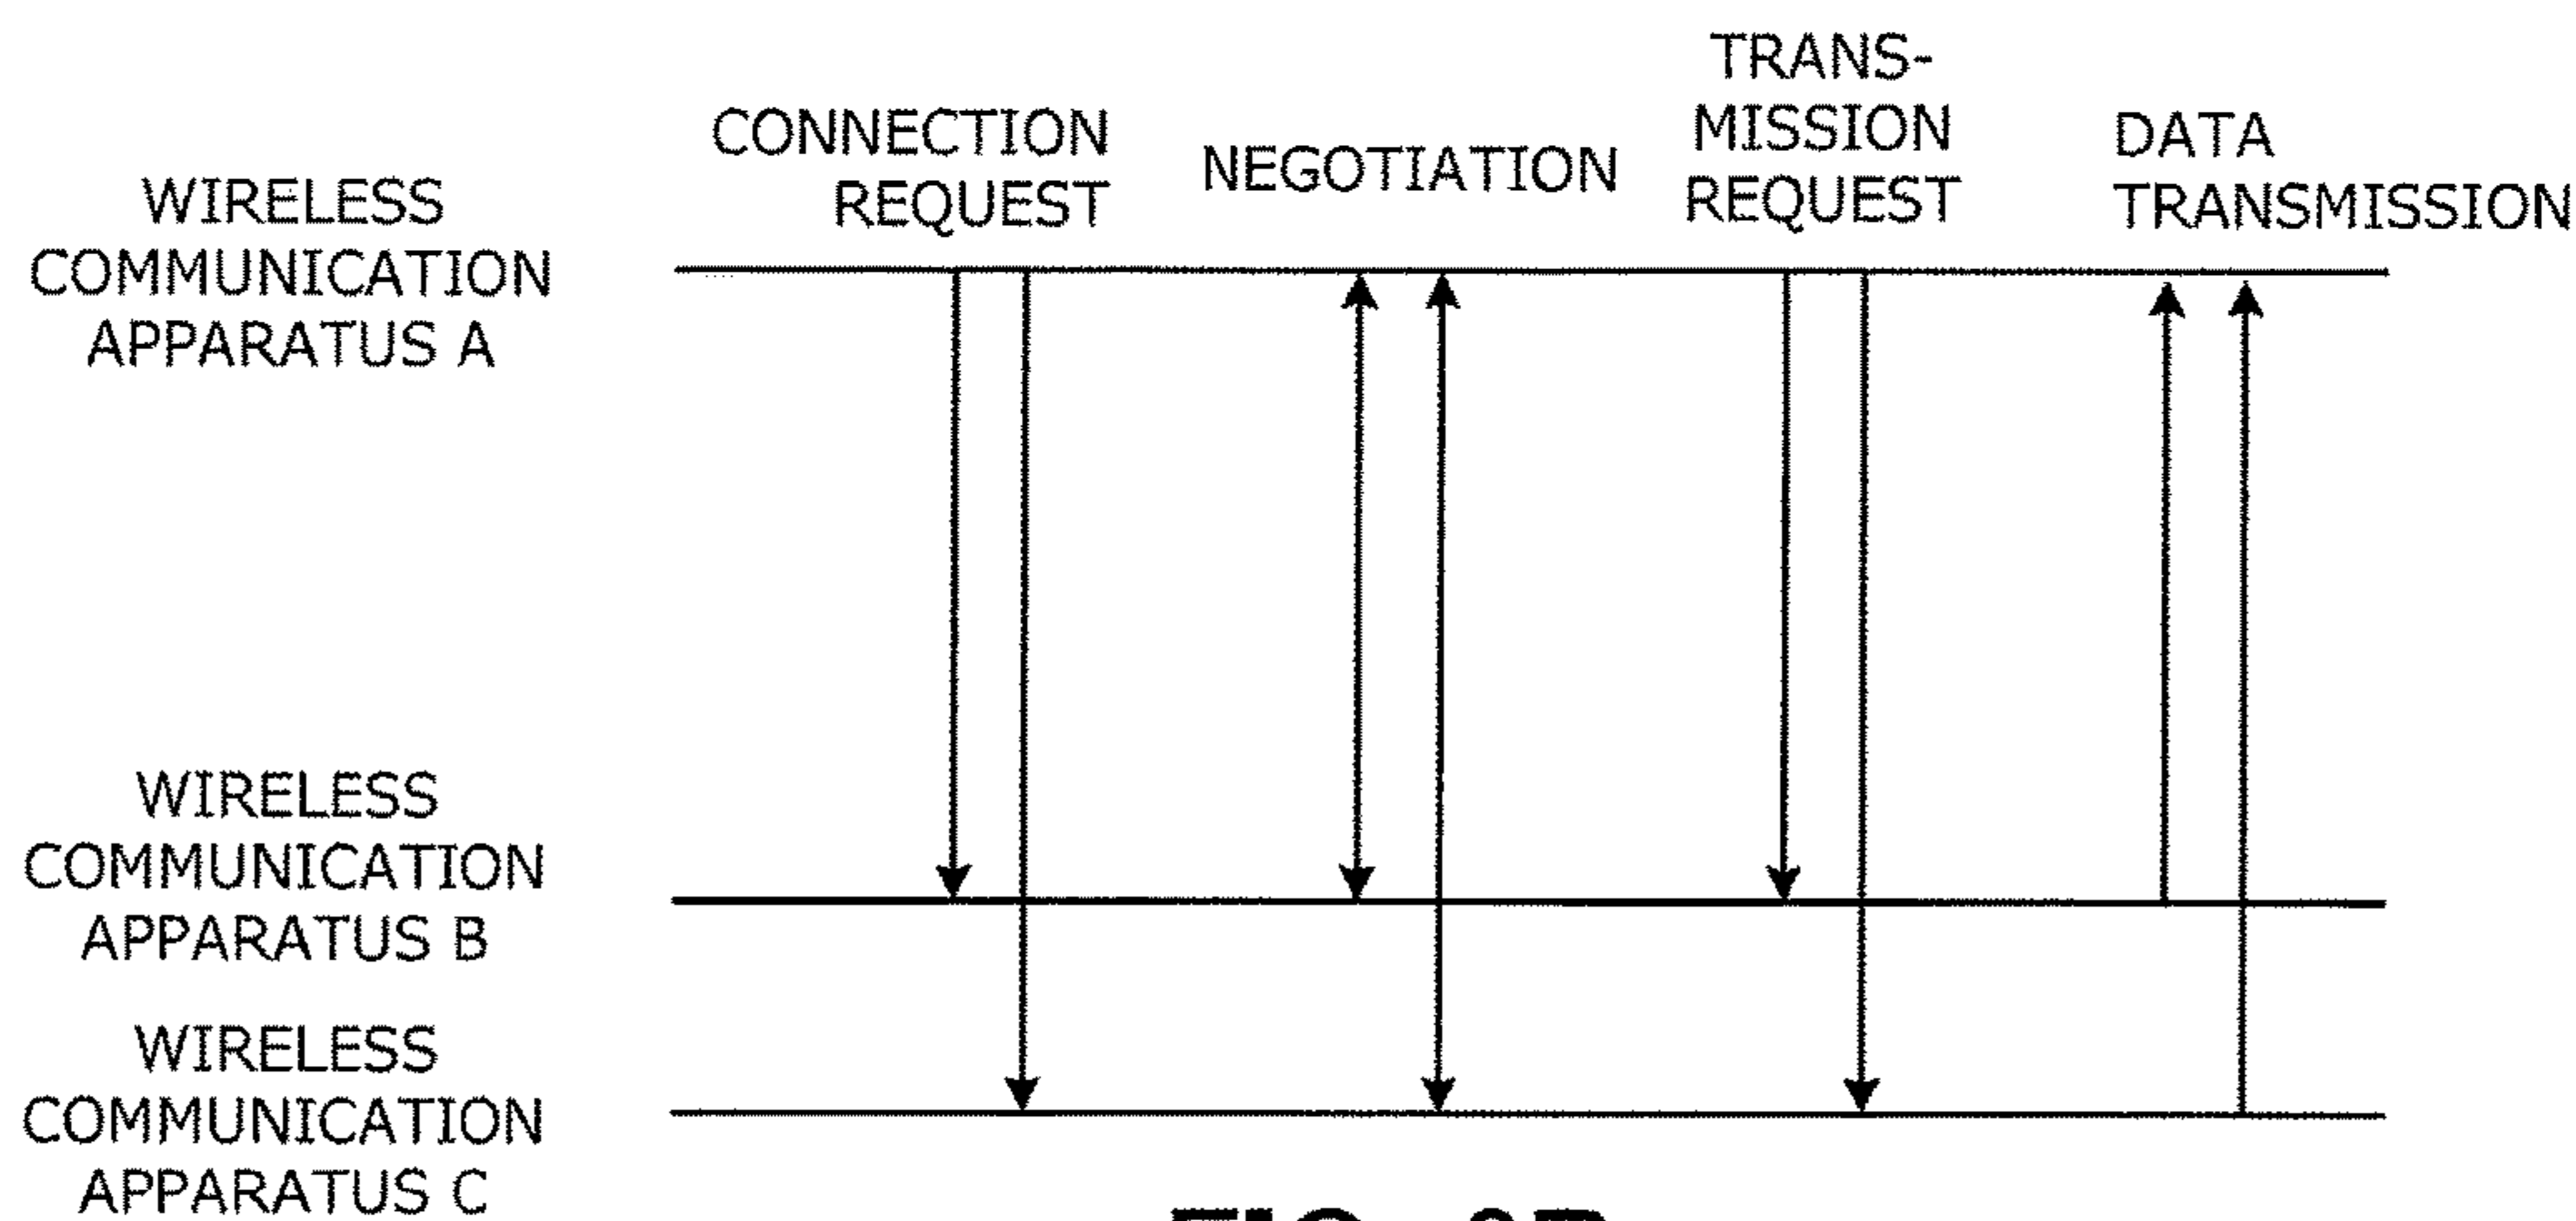 TRANS-
MISSION
REQUEST
CONNECTION
REQUEST
NEGOTIATION
DATA
TRANSMISSION
WIRELESS
COMMUNICATION
APPARATUS A
WIRELESS
COMMUNICATION
APPARATUS B
WIRELESS
COMMUNICATION
APPARATUS C